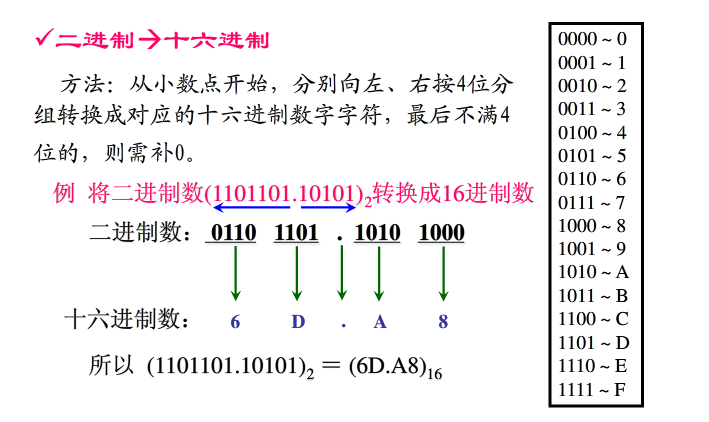 ✓二进制→十六进制
方法：从小数点开始，分别向左、右按4位分
组转换成对应的十六进制数字字符，最后不满4
位的，则需补0。
例 将二进制数(1101101.10101)₂转换成16进制数
二进制数： 0110 1101 . 1010 1000
十六进制数： 6 D . A 8
所以 (1101101.10101)₂ = (6D.A8)₁₆
0000 ~ 0
0001 ~ 1
0010 ~ 2
0011 ~ 3
0100 ~ 4
0101 ~ 5
0110 ~ 6
0111 ~ 7
1000 ~ 8
1001 ~ 9
1010 ~ A
1011 ~ B
1100 ~ C
1101 ~ D
1110 ~ E
1111 ~ F